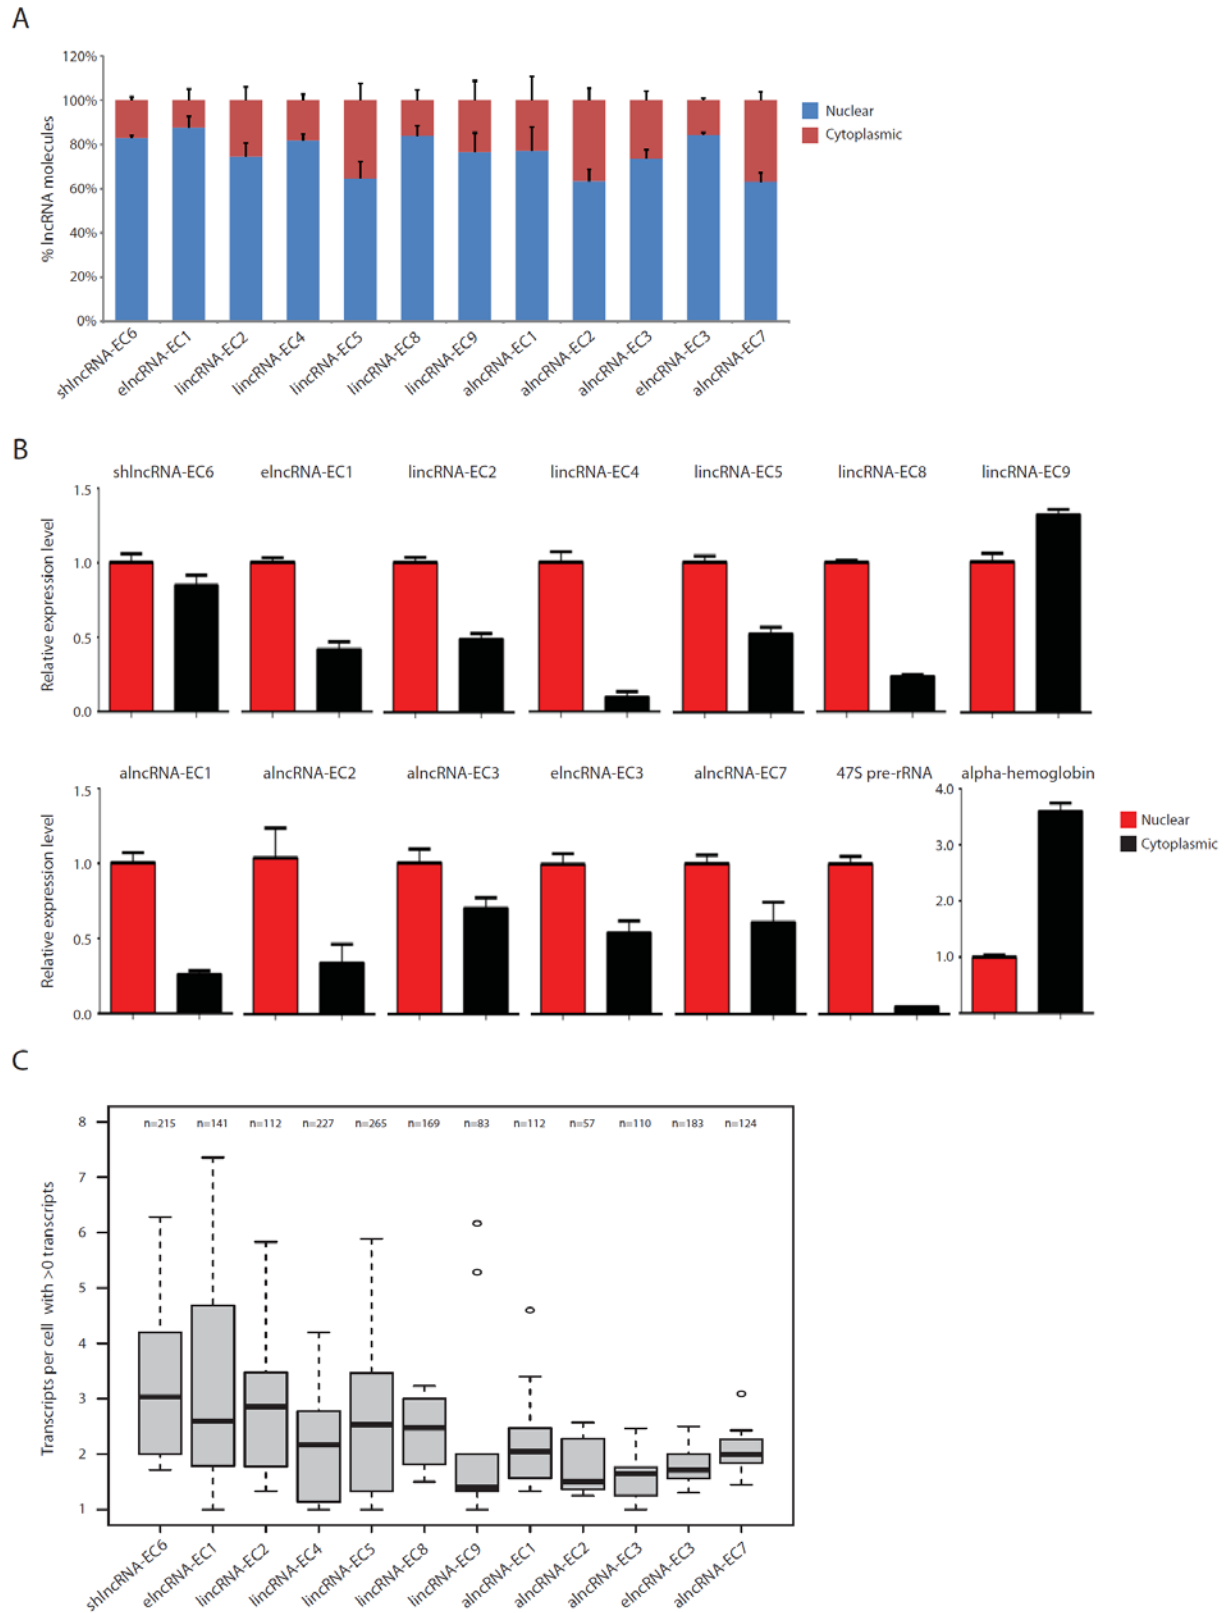 A
120%
100%
80%
60%
40%
20%
0%
% lncRNA molecules
Nuclear
Cytoplasmic
shlncRNA-EC6
elncRNA-EC1
lincRNA-EC2
lincRNA-EC4
lincRNA-EC5
lincRNA-EC8
lincRNA-EC9
alncRNA-EC1
alncRNA-EC2
alncRNA-EC3
elncRNA-EC3
alncRNA-EC7
B
shlncRNA-EC6 elncRNA-EC1 lincRNA-EC2 lincRNA-EC4 lincRNA-EC5 lincRNA-EC8 lincRNA-EC9
1.5
1.0
0.5
0.0
Relative expression level
alncRNA-EC1 alncRNA-EC2 alncRNA-EC3 elncRNA-EC3 alncRNA-EC7 47S pre-rRNA alpha-hemoglobin
1.5
1.0
0.5
0.0
Relative expression level
4.0
3.0
2.0
1.0
Nuclear
Cytoplasmic
C
n=215 n=141 n=112 n=227 n=265 n=169 n=83 n=112 n=57 n=110 n=183 n=124
8
7
6
5
4
3
2
1
Transcripts per cell with >0 transcripts
shlncRNA-EC6
elncRNA-EC1
lincRNA-EC2
lincRNA-EC4
lincRNA-EC5
lincRNA-EC8
lincRNA-EC9
alncRNA-EC1
alncRNA-EC2
alncRNA-EC3
elncRNA-EC3
alncRNA-EC7